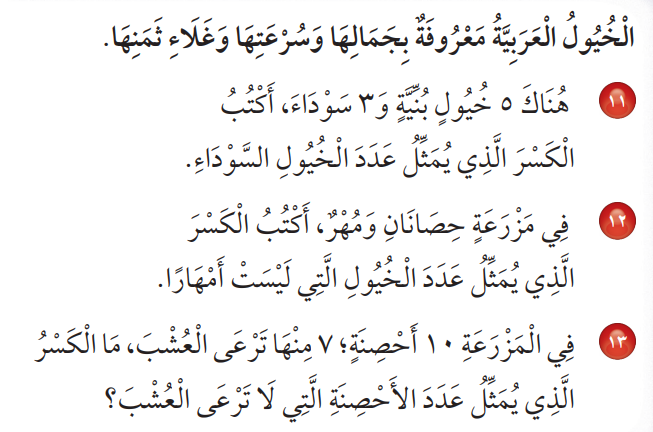 الْخُيُولُ الْعَرَبِيَّةُ مَعْرُوفَةٌ بِجَمَالِهَا وَسُرْعَتِهَا وَغَلَاءِ ثَمَنِهَا.
١١ هُنَاكَ ٥ خُيُولٍ بُنِّيَّةٍ وَ٣ سَوْدَاءَ، أَكْتُبُ
الْكَسْرَ الَّذِي يُمَثِّلُ عَدَدَ الْخُيُولِ السَّوْدَاءِ.
١٢ فِي مَزْرَعَةٍ حِصَانَانِ وَمُهْرٌ، أَكْتُبُ الْكَسْرَ
الَّذِي يُمَثِّلُ عَدَدَ الْخُيُولِ الَّتِي لَيْسَتْ أَمْهَارًا.
١٣ فِي الْمَزْرَعَةِ ١٠ أَحْصِنَةٍ؛ ٧ مِنْهَا تَرْعَى الْعُشْبَ، مَا الْكَسْرُ
الَّذِي يُمَثِّلُ عَدَدَ الأَحْصِنَةِ الَّتِي لَا تَرْعَى الْعُشْبَ؟